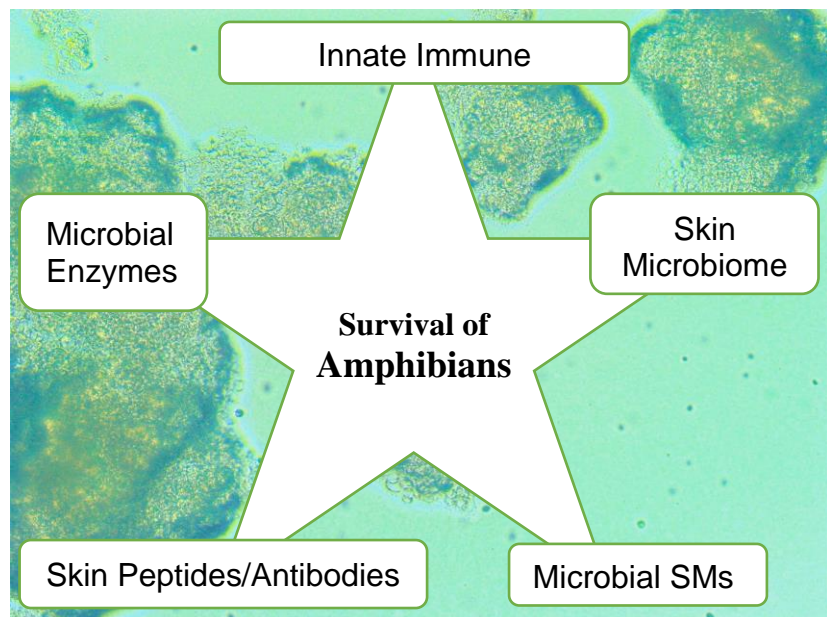 Innate Immune
Microbial
Enzymes
Skin
Microbiome
Survival of
Amphibians
Skin Peptides/Antibodies
Microbial SMs